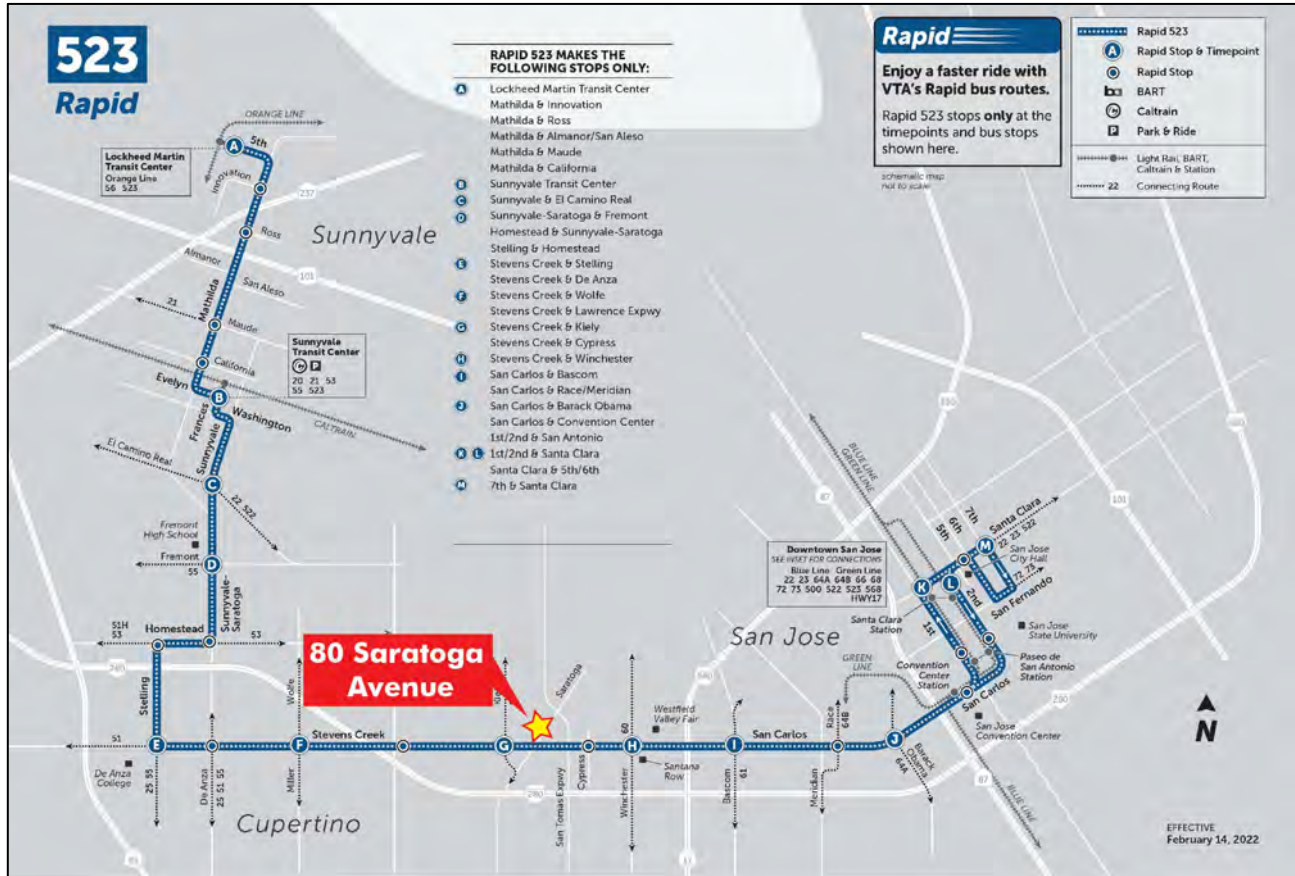 523
Rapid
RAPID 523 MAKES THE
FOLLOWING STOPS ONLY:
A Lockheed Martin Transit Center
Mathilda & Innovation
Mathilda & Ross
Mathilda & Almanor/San Aleso
Mathilda & Maude
Mathilda & California
B Sunnyvale Transit Center
C Sunnyvale & El Camino Real
D Sunnyvale-Saratoga & Fremont
Homestead & Sunnyvale-Saratoga
Stelling & Homestead
E Stevens Creek & Stelling
Stevens Creek & De Anza
F Stevens Creek & Wolfe
Stevens Creek & Lawrence Expwy
G Stevens Creek & Kiely
Stevens Creek & Cypress
H Stevens Creek & Winchester
I San Carlos & Bascom
San Carlos & Race/Meridian
J San Carlos & Barack Obama
San Carlos & Convention Center
1st/2nd & San Antonio
K L 1st/2nd & Santa Clara
Santa Clara & 5th/6th
M 7th & Santa Clara
Rapid
Enjoy a faster ride with
VTA's Rapid bus routes.
Rapid 523 stops only at the
timepoints and bus stops
shown here.
schematic map
not to scale
Rapid 523
A Rapid Stop & Timepoint
Rapid Stop
BART
Caltrain
P Park & Ride
Light Rail, BART,
Caltrain & Station
22 Connecting Route
ORANGE LINE
A
5th
Lockheed Martin
Transit Center
Orange Line
56 523
Innovation
237
Ross
Sunnyvale
Almanor
San Aleso
101
Mathilda
21
Maude
California
Sunnyvale
Transit Center
P
20 21 53
55 523
Evelyn
B
Washington
Frances
CALTRAIN
Sunnyvale
El Camino Real
C
22 522
Fremont
High School
Fremont
55
D
Sunnyvale-
Saratoga
51H
53
Homestead
53
280
Stelling
Wolfe
80 Saratoga
Avenue
Saratoga
51
E
Stevens Creek
F
G
H
I
J
De Anza
College
25 55
De Anza
25 51 55
Miller
Cupertino
85
280
San Tomas Expwy
Cypress
60
Winchester
Westfield
Valley Fair
Santana
Row
Bascom
61
San Carlos
Race
64B
Meridian
64A
Barack
Obama
San Jose
GREEN
LINE
BLUE LINE
GREEN LINE
87
Downtown San Jose
SEE INSET FOR CONNECTIONS
Blue Line Green Line
22 23 64A 64B 66 68
72 73 500 522 523 568
HWY17
K
L
M
5th
6th
7th
Santa Clara
22 23 522
San Jose
City Hall
72 73
San Fernando
2nd
1st
Santa Clara
Station
San Jose
State University
Paseo de
San Antonio
Station
Convention
Center
Station
San Carlos
San Jose
Convention Center
280
101
87
BLUE LINE
N
EFFECTIVE
February 14, 2022